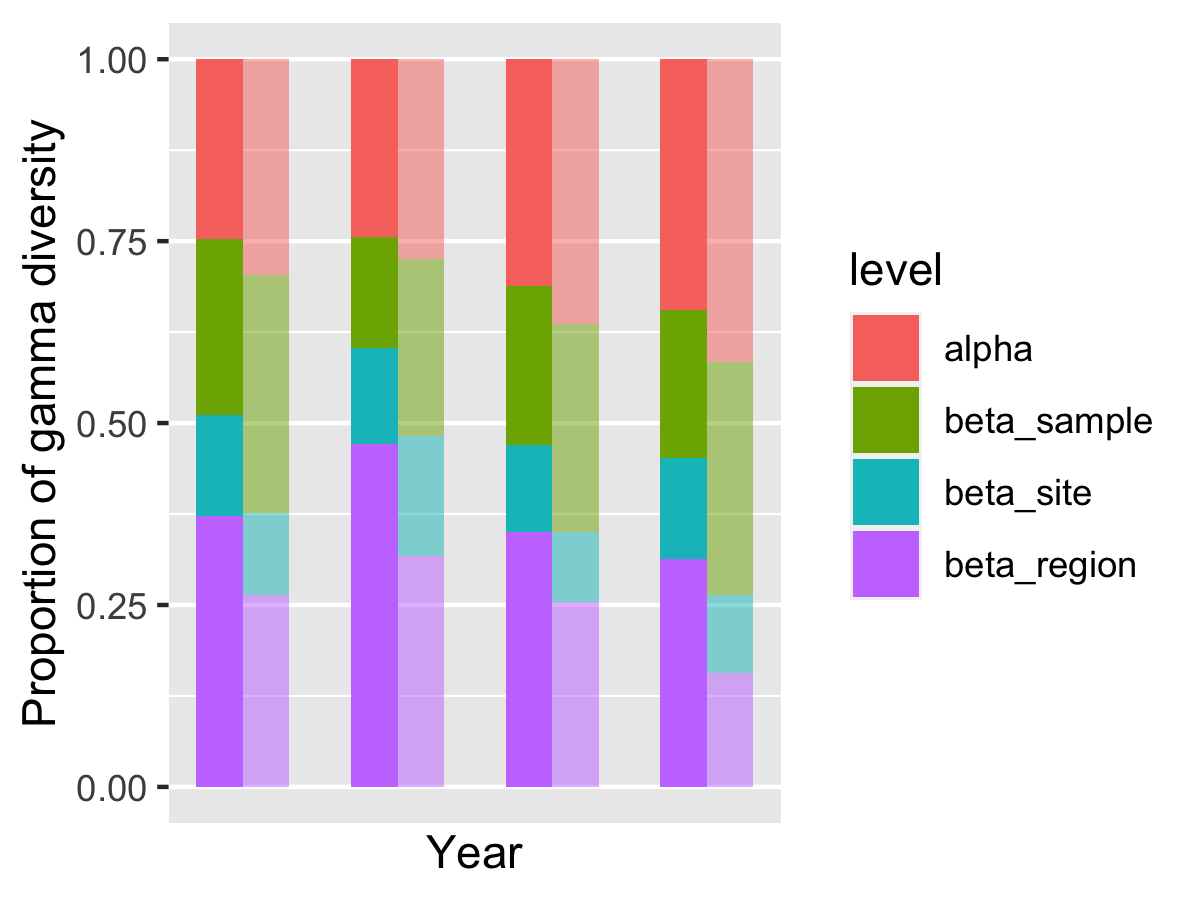 Proportion of gamma diversity
1.00
0.75
0.50
0.25
0.00
Year
level
alpha
beta_sample
beta_site
beta_region